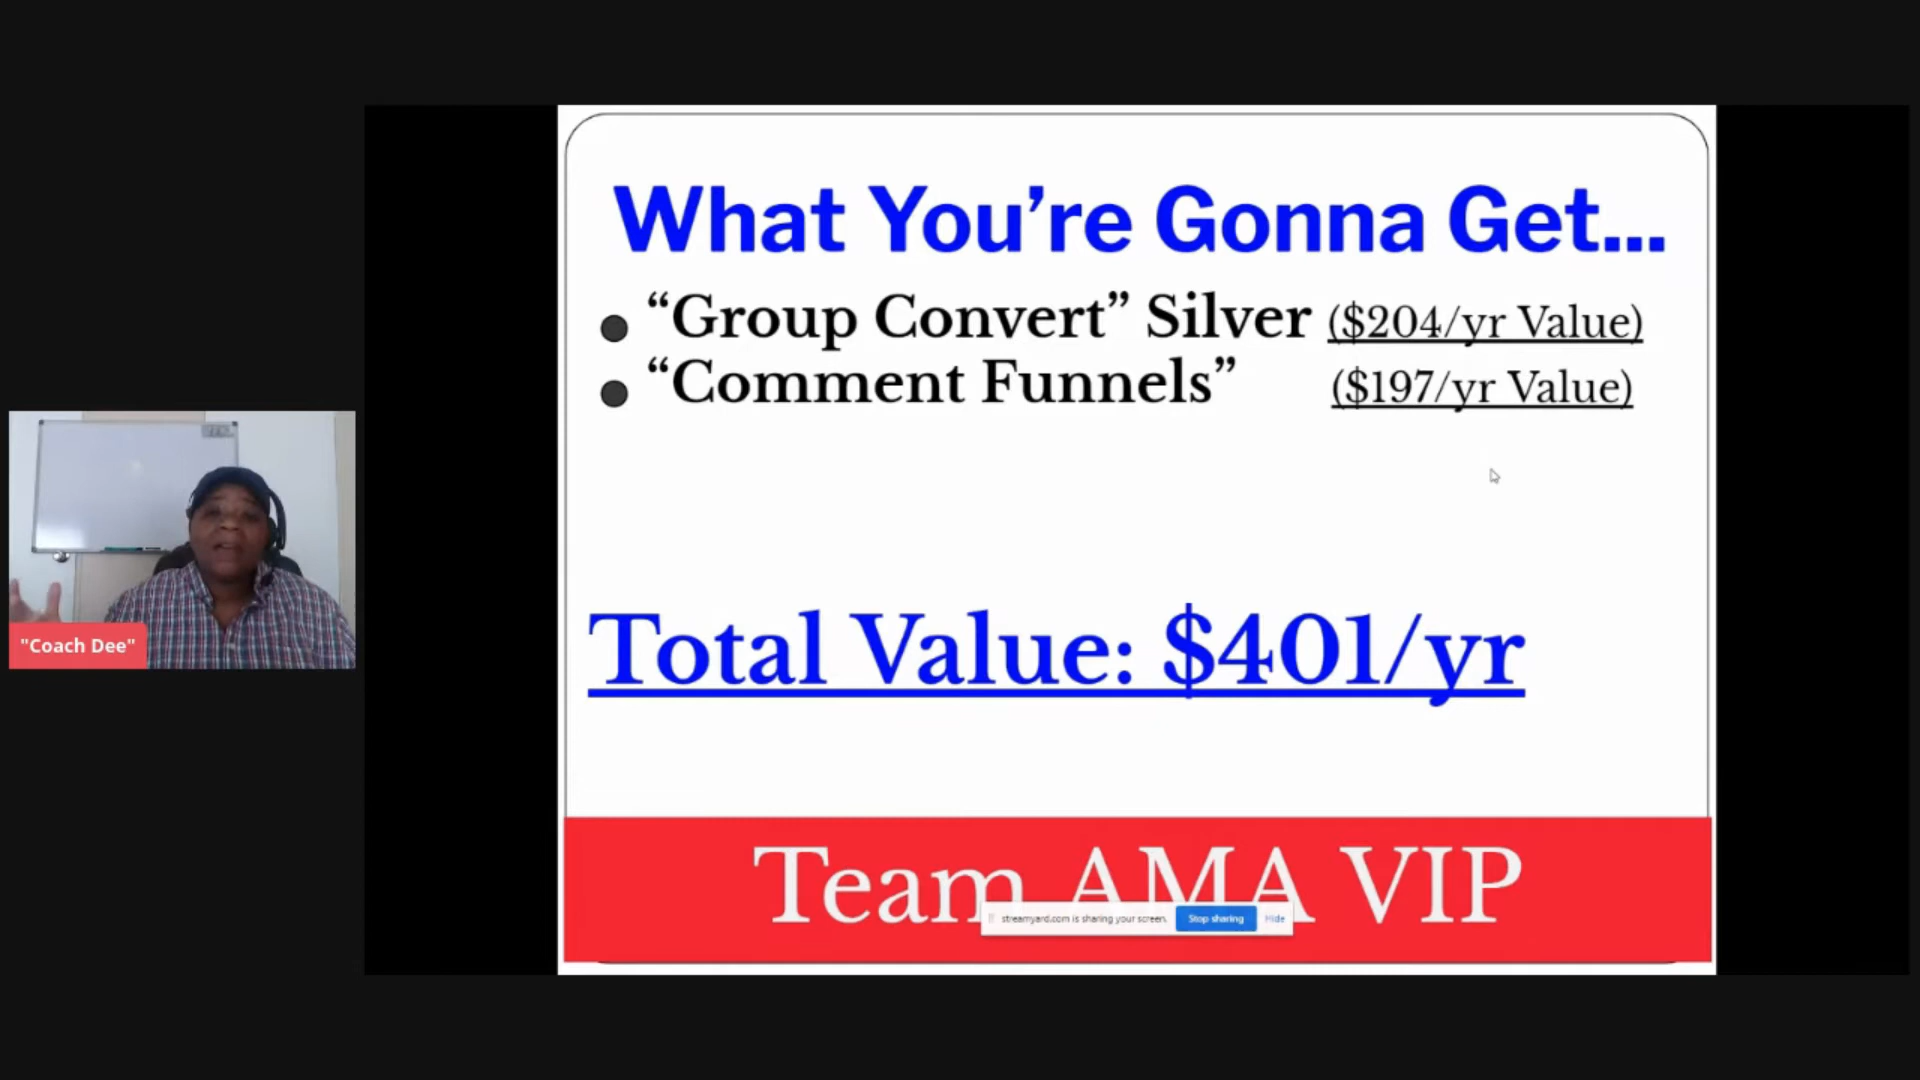 What You’re Gonna Get...
“Group Convert” Silver ($204/yr Value)
“Comment Funnels” ($197/yr Value)
Total Value: $401/yr
"Coach Dee"
Team AMA VIP
streamyard.com is sharing your screen. Stop sharing Hide